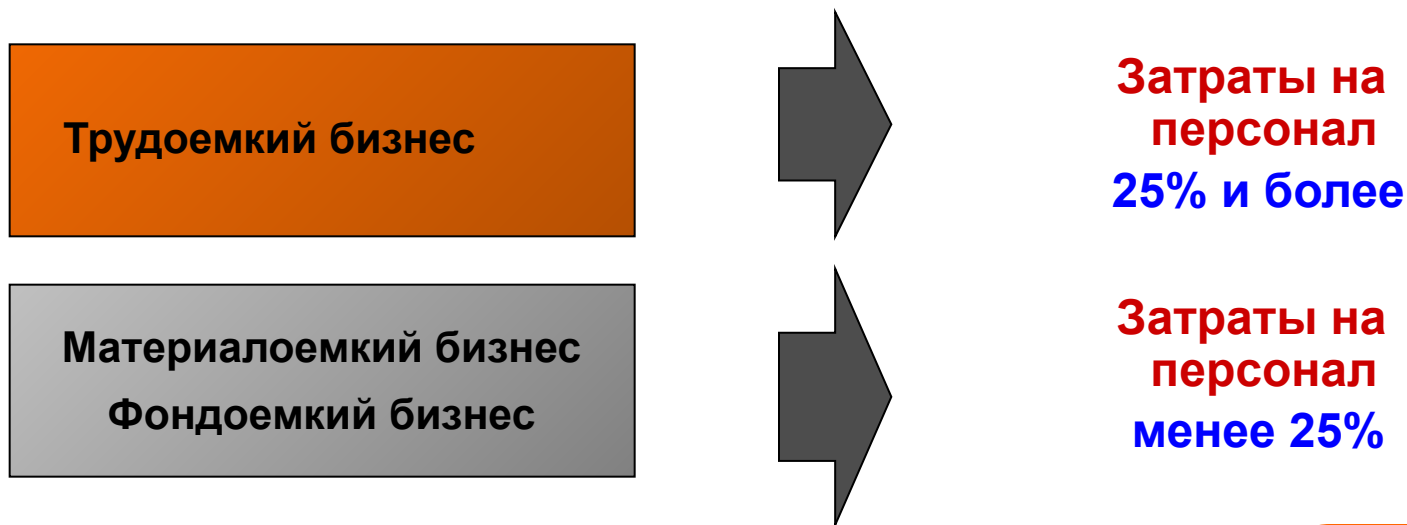 Трудоемкий бизнес
Затраты на
персонал
25% и более
Материалоемкий бизнес
Фондоемкий бизнес
Затраты на
персонал
менее 25%